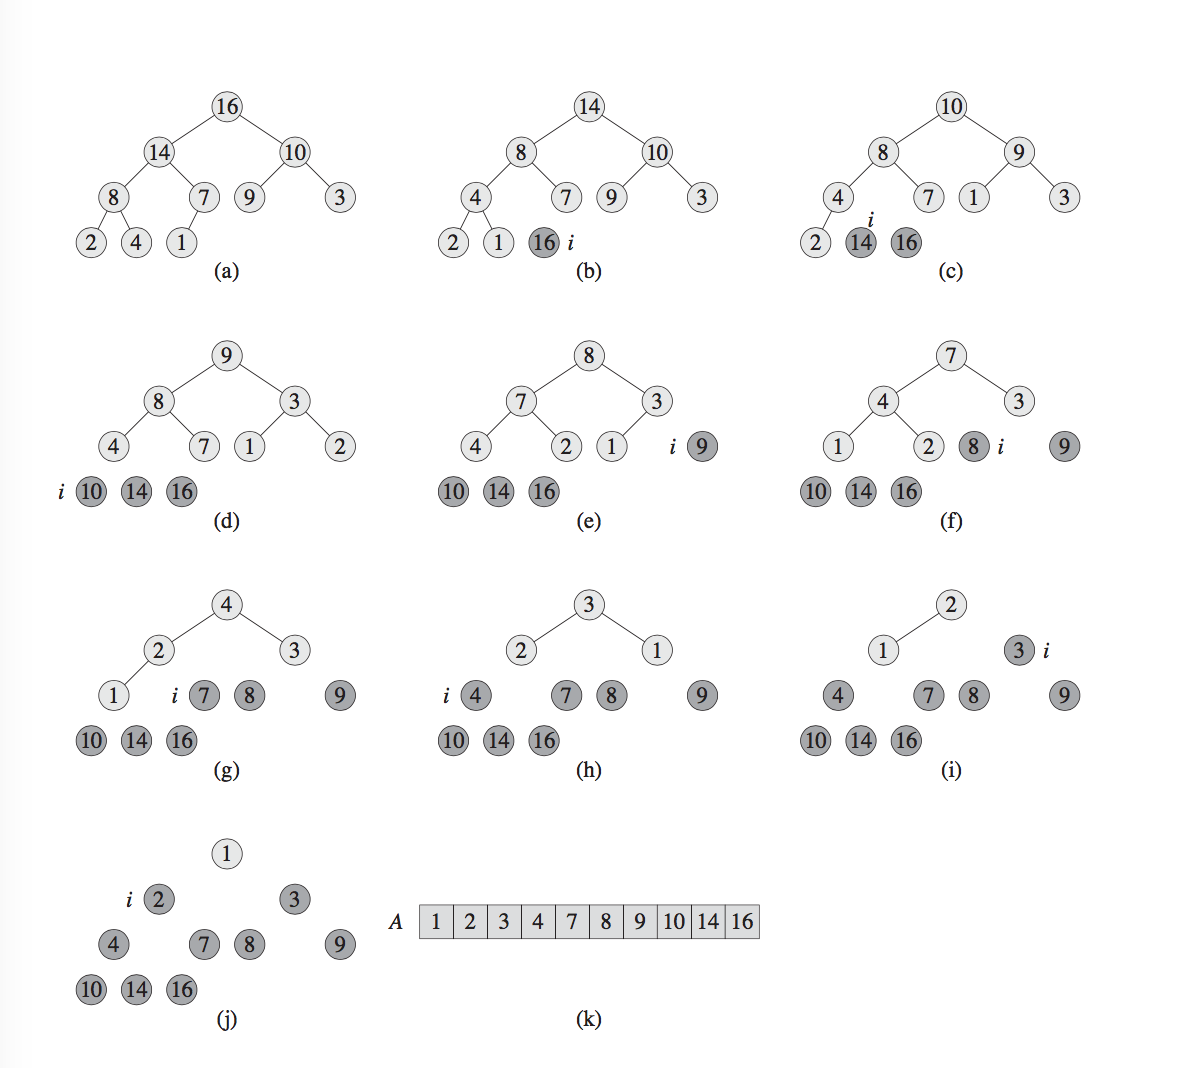 16 14 10
14 10 8 10 8 9
8 7 9 3 4 7 9 3 4 7 1 3
i
2 4 1 2 1 16 i 2 14 16
(a) (b) (c)
9 8 7
8 3 7 3 4 3
4 7 1 2 4 2 1 i 9 1 2 8 i 9
i 10 14 16 10 14 16 10 14 16
(d) (e) (f)
4 3 2
2 3 2 1 1 3 i
1 i 7 8 9 i 4 7 8 9 4 7 8 9
10 14 16 10 14 16 10 14 16
(g) (h) (i)
1
i 2 3
A 1 2 3 4 7 8 9 10 14 16
4 7 8 9
10 14 16
(j) (k)